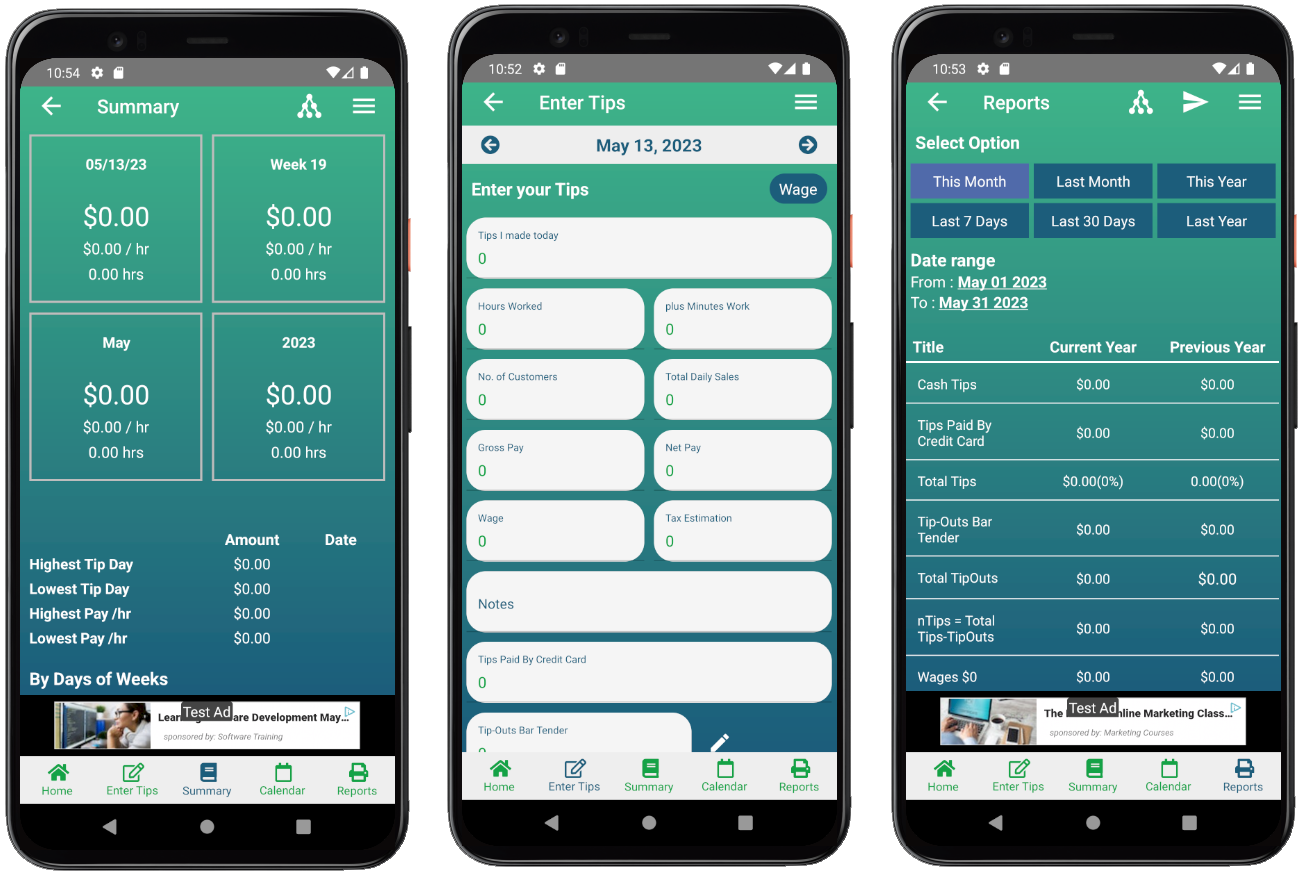 10:54
Summary
05/13/23
$0.00
$0.00 / hr
0.00 hrs
Week 19
$0.00
$0.00 / hr
0.00 hrs
May
$0.00
$0.00 / hr
0.00 hrs
2023
$0.00
$0.00 / hr
0.00 hrs
Amount Date
Highest Tip Day $0.00
Lowest Tip Day $0.00
Highest Pay /hr $0.00
Lowest Pay /hr $0.00
By Days of Weeks
Test Ad
are Development May...
sponsored by: Software Training
Home Enter Tips Summary Calendar Reports
10:52
Enter Tips
May 13, 2023
Enter your Tips Wage
Tips I made today
0
Hours Worked
0
plus Minutes Work
0
No. of Customers
0
Total Daily Sales
0
Gross Pay
0
Net Pay
0
Wage
0
Tax Estimation
0
Notes
Tips Paid By Credit Card
0
Tip-Outs Bar Tender
0
Home Enter Tips Summary Calendar Reports
10:53
Reports
Select Option
This Month Last Month This Year
Last 7 Days Last 30 Days Last Year
Date range
From : May 01 2023
To : May 31 2023
Title Current Year Previous Year
Cash Tips $0.00 $0.00
Tips Paid By
Credit Card $0.00 $0.00
Total Tips $0.00(0%) 0.00(0%)
Tip-Outs Bar
Tender $0.00 $0.00
Total TipOuts $0.00 $0.00
nTips = Total
Tips-TipOuts $0.00 $0.00
Wages $0 $0.00 $0.00
Test Ad
The nline Marketing Class...
sponsored by: Marketing Courses
Home Enter Tips Summary Calendar Reports